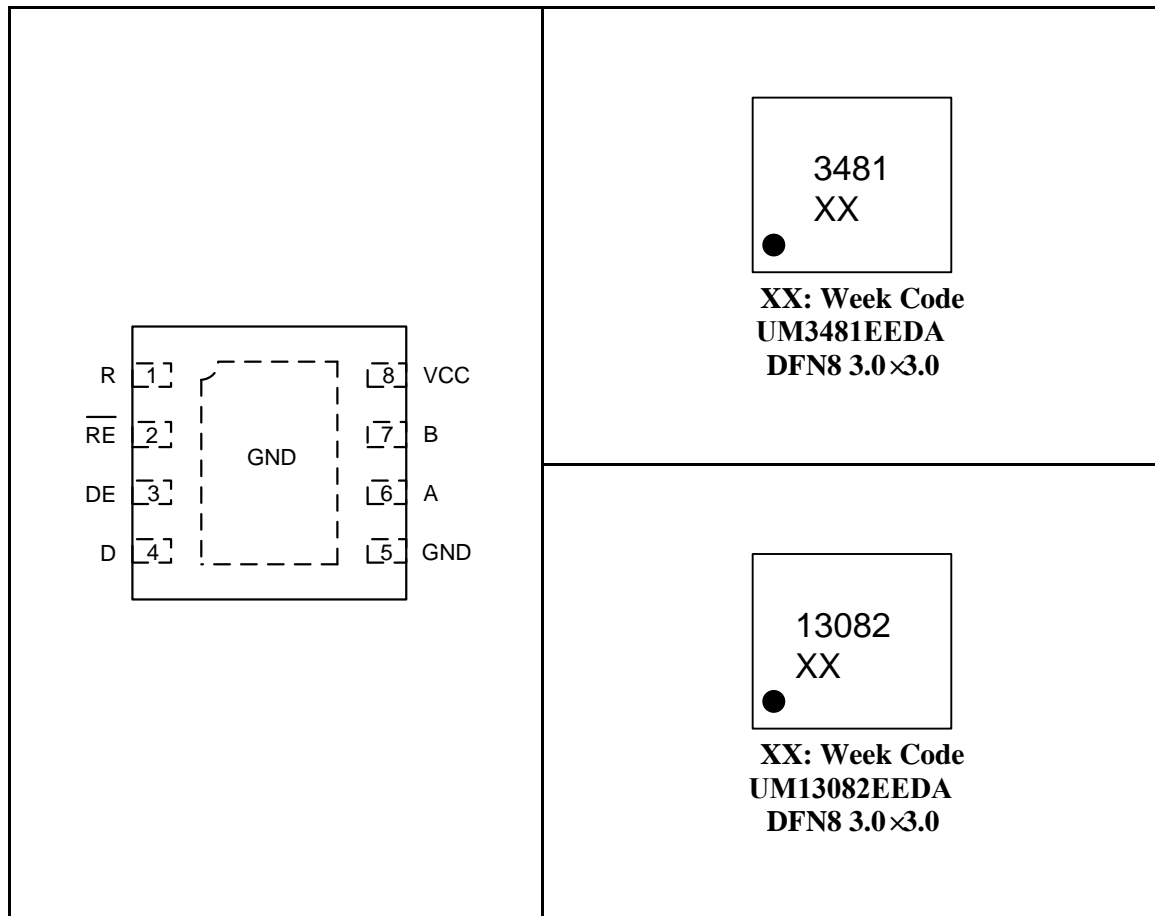 R 1 8 VCC
R̅E̅ 2 7 B
GND
DE 3 6 A
D 4 5 GND
3481
XX
XX: Week Code
UM3481EEDA
DFN8 3.0×3.0
13082
XX
XX: Week Code
UM13082EEDA
DFN8 3.0×3.0